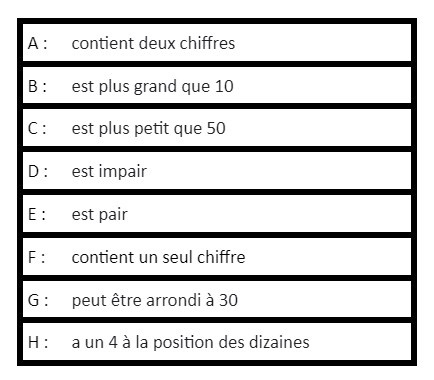 A : contient deux chiffres
B : est plus grand que 10
C : est plus petit que 50
D : est impair
E : est pair
F : contient un seul chiffre
G : peut être arrondi à 30
H : a un 4 à la position des dizaines